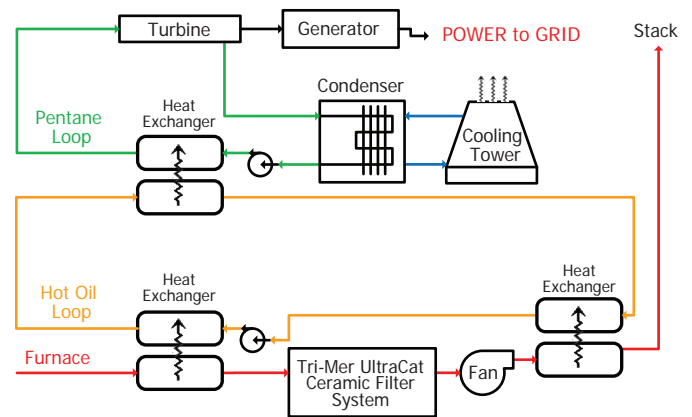 Turbine
Generator
POWER to GRID
Stack
Condenser
Heat
Exchanger
Pentane
Loop
Cooling
Tower
Heat
Exchanger
Hot Oil
Loop
Heat
Exchanger
Furnace
Tri-Mer UltraCat
Ceramic Filter
System
Fan